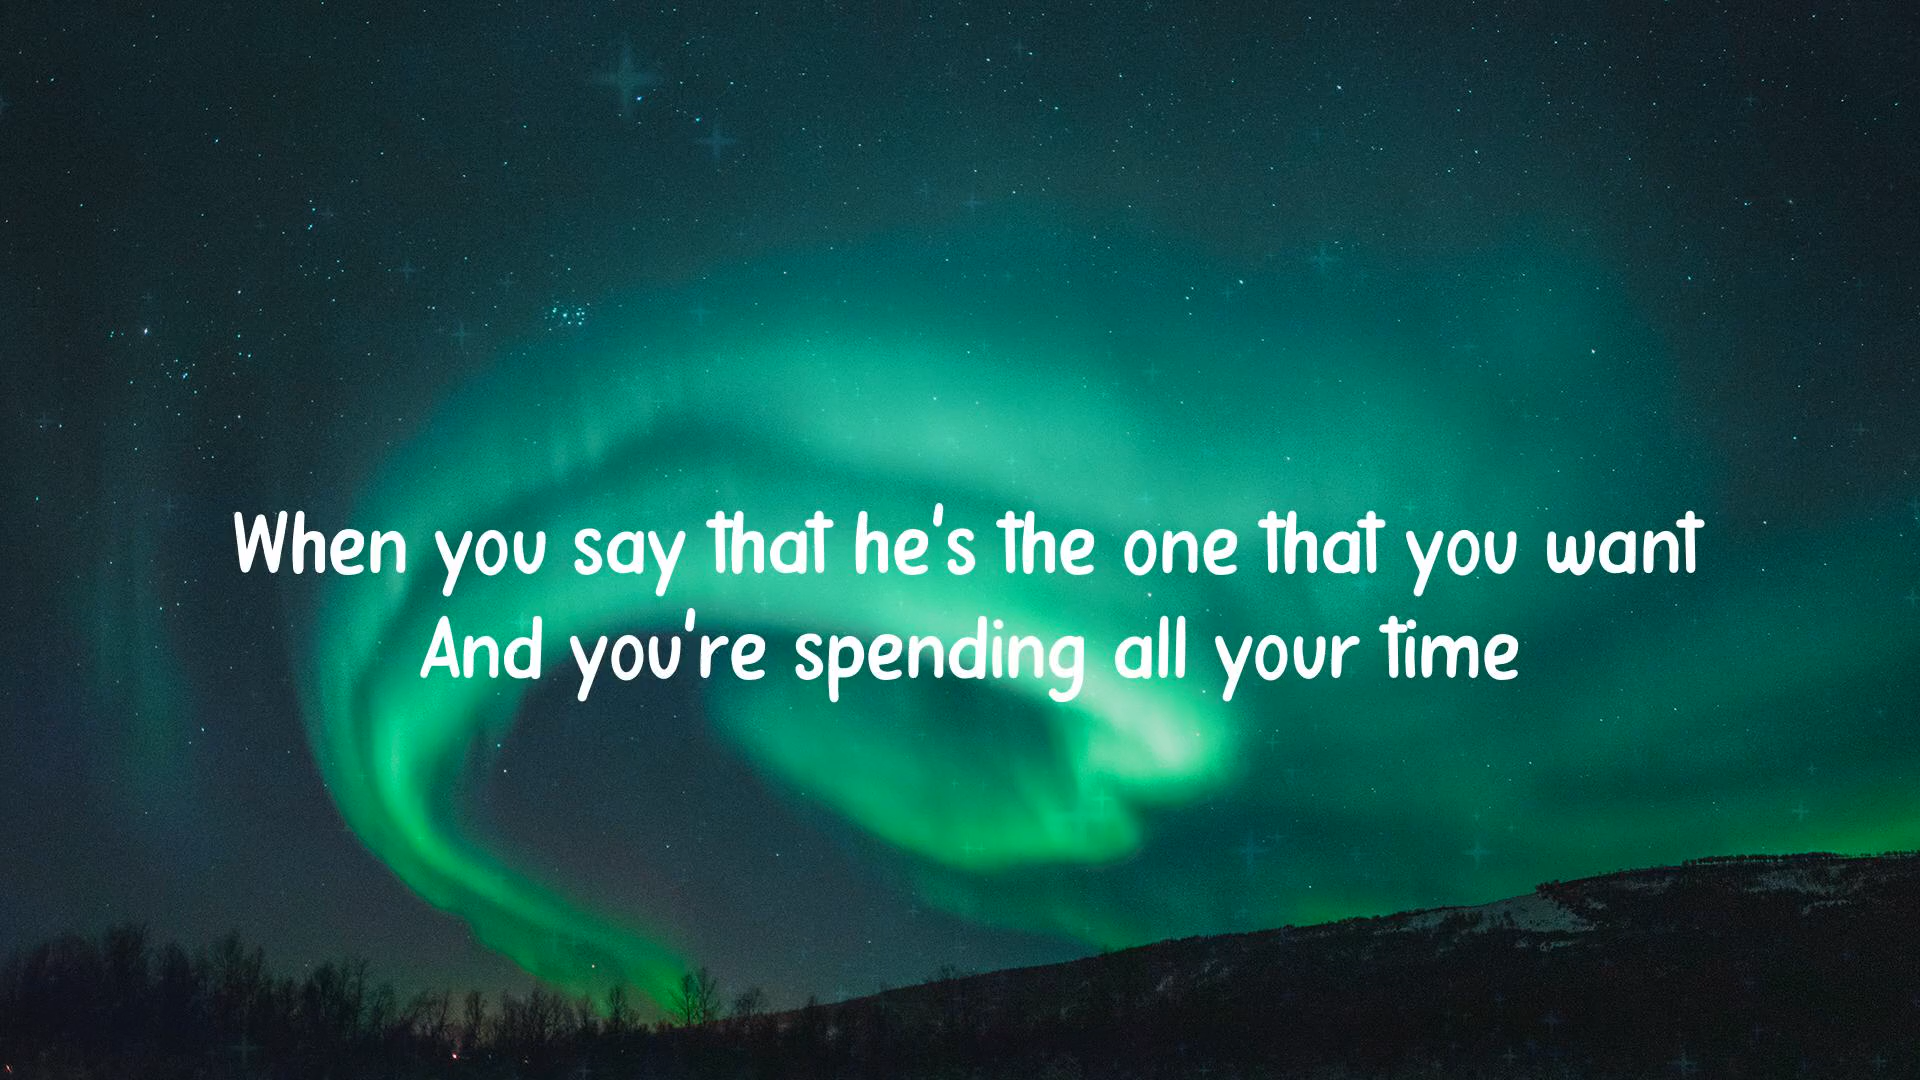 When you say that he's the one that you want
And you're spending all your time